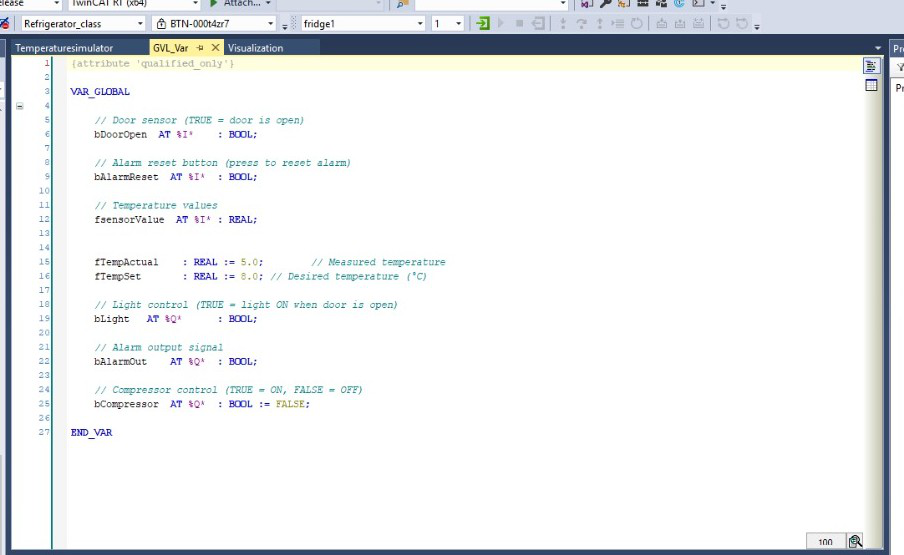 TwinCAT RT (x64)
Attach...
Refrigerator_class
BTN-000t4zr7
fridge1
1
Temperaturesimulator
GVL_Var
Visualization
1 {attribute 'qualified_only'}
2
3 VAR_GLOBAL
4
5 // Door sensor (TRUE = door is open)
6 bDoorOpen AT %I* : BOOL;
7
8 // Alarm reset button (press to reset alarm)
9 bAlarmReset AT %I* : BOOL;
10
11 // Temperature values
12 fsensorValue AT %I* : REAL;
13
14
15 fTempActual : REAL := 5.0; // Measured temperature
16 fTempSet : REAL := 8.0; // Desired temperature (°C)
17
18 // Light control (TRUE = light ON when door is open)
19 bLight AT %Q* : BOOL;
20
21 // Alarm output signal
22 bAlarmOut AT %Q* : BOOL;
23
24 // Compressor control (TRUE = ON, FALSE = OFF)
25 bCompressor AT %Q* : BOOL := FALSE;
26
27 END_VAR
100